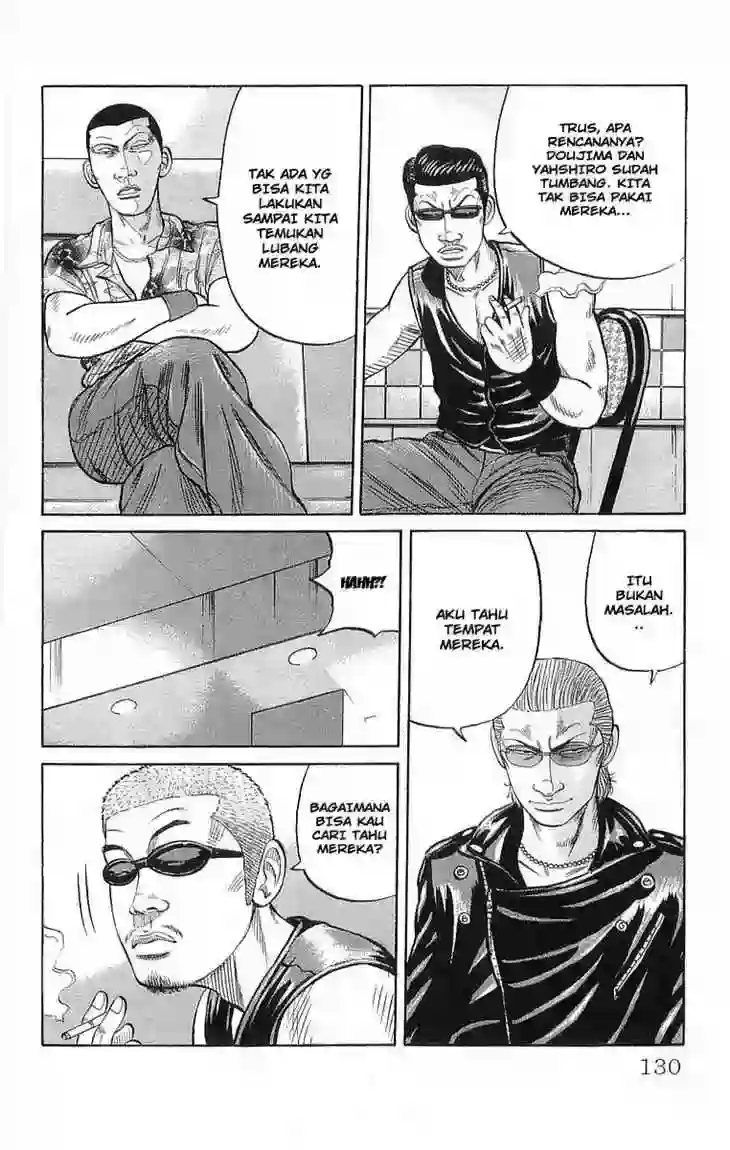 TRUS, APA
RENCANANYA?
DOUJIMA DAN
YAHSHIRO SUDAH
TUMBANG. KITA
TAK BISA PAKAI
MEREKA...
TAK ADA YG
BISA KITA
LAKUKAN
SAMPAI KITA
TEMUKAN
LUBANG
MEREKA.
ITU
BUKAN
MASALAH.
..
AKU TAHU
TEMPAT
MEREKA.
HAHH?!
BAGAIMANA
BISA KAU
CARI TAHU
MEREKA?
130